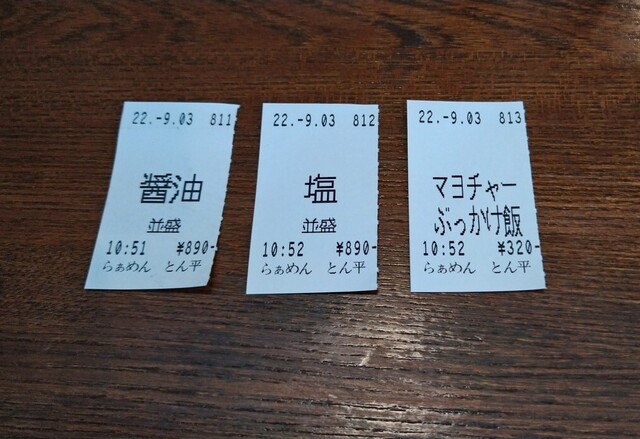 22.-9.03 811
醤油
並盛
10:51 ¥890-
らぁめん とん平
22.-9.03 812
塩
並盛
10:52 ¥890-
らぁめん とん平
22.-9.03 813
マヨチャー
ぶっかけ飯
10:52 ¥320-
らぁめん とん平